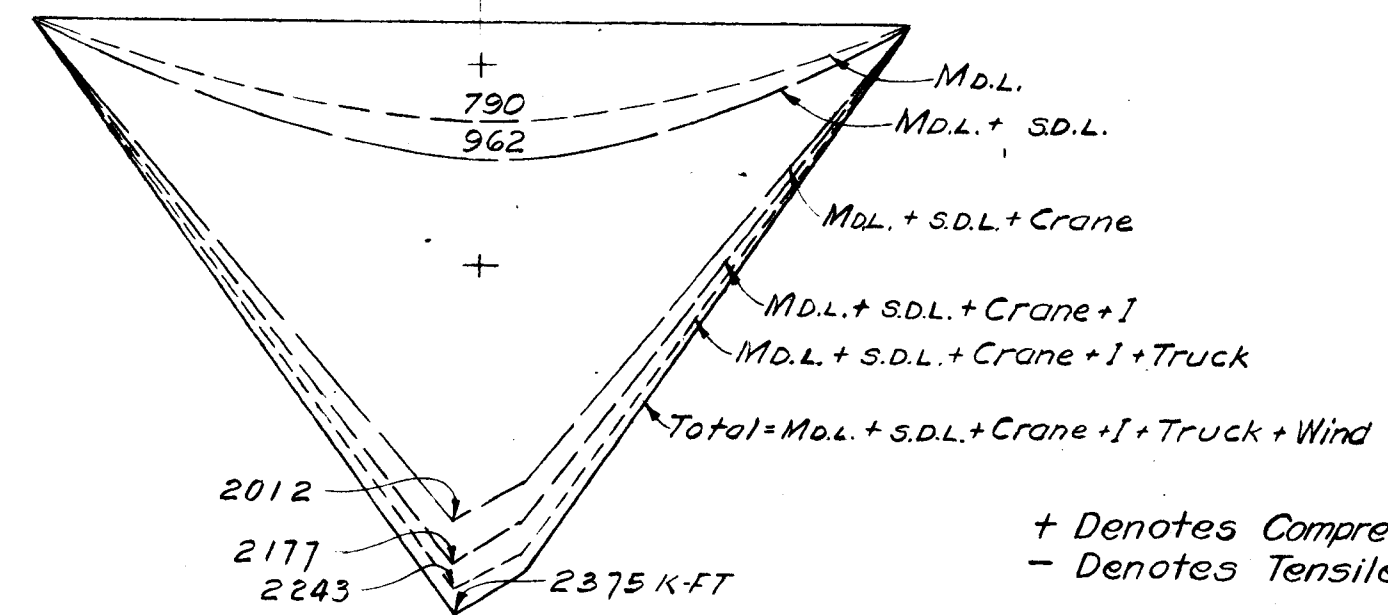 790
962
MD.L.
MD.L. + S.D.L.
MD.L. + S.D.L. + Crane
MD.L. + S.D.L. + Crane + I
MD.L. + S.D.L. + Crane + I + Truck
Total = MD.L. + S.D.L. + Crane + I + Truck + Wind
2012
2177
2243
2375 K-FT
+ Denotes Compre
- Denotes Tensile